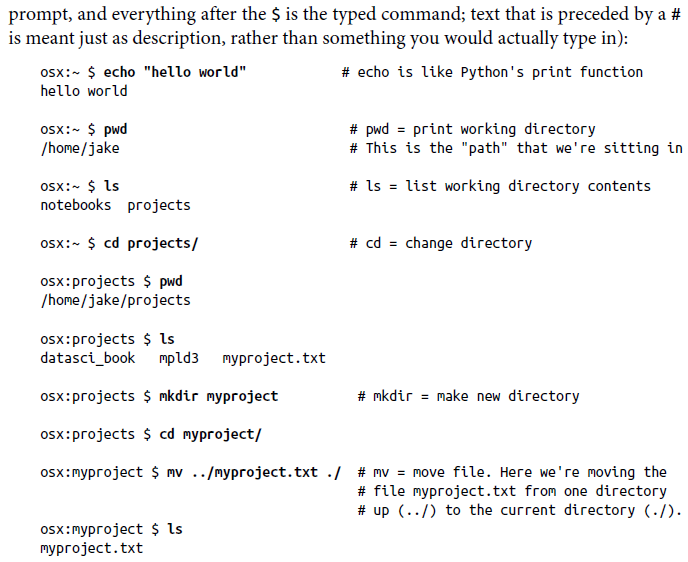 prompt, and everything after the $ is the typed command; text that is preceded by a #
is meant just as description, rather than something you would actually type in):
osx:~ $ echo "hello world"            # echo is like Python's print function
hello world
osx:~ $ pwd                            # pwd = print working directory
/home/jake                             # This is the "path" that we're sitting in
osx:~ $ ls                             # ls = list working directory contents
notebooks  projects
osx:~ $ cd projects/                   # cd = change directory
osx:projects $ pwd
/home/jake/projects
osx:projects $ ls
datasci_book   mpld3   myproject.txt
osx:projects $ mkdir myproject          # mkdir = make new directory
osx:projects $ cd myproject/
osx:myproject $ mv ../myproject.txt ./  # mv = move file. Here we're moving the
                                        # file myproject.txt from one directory
                                        # up (../) to the current directory (./).
osx:myproject $ ls
myproject.txt